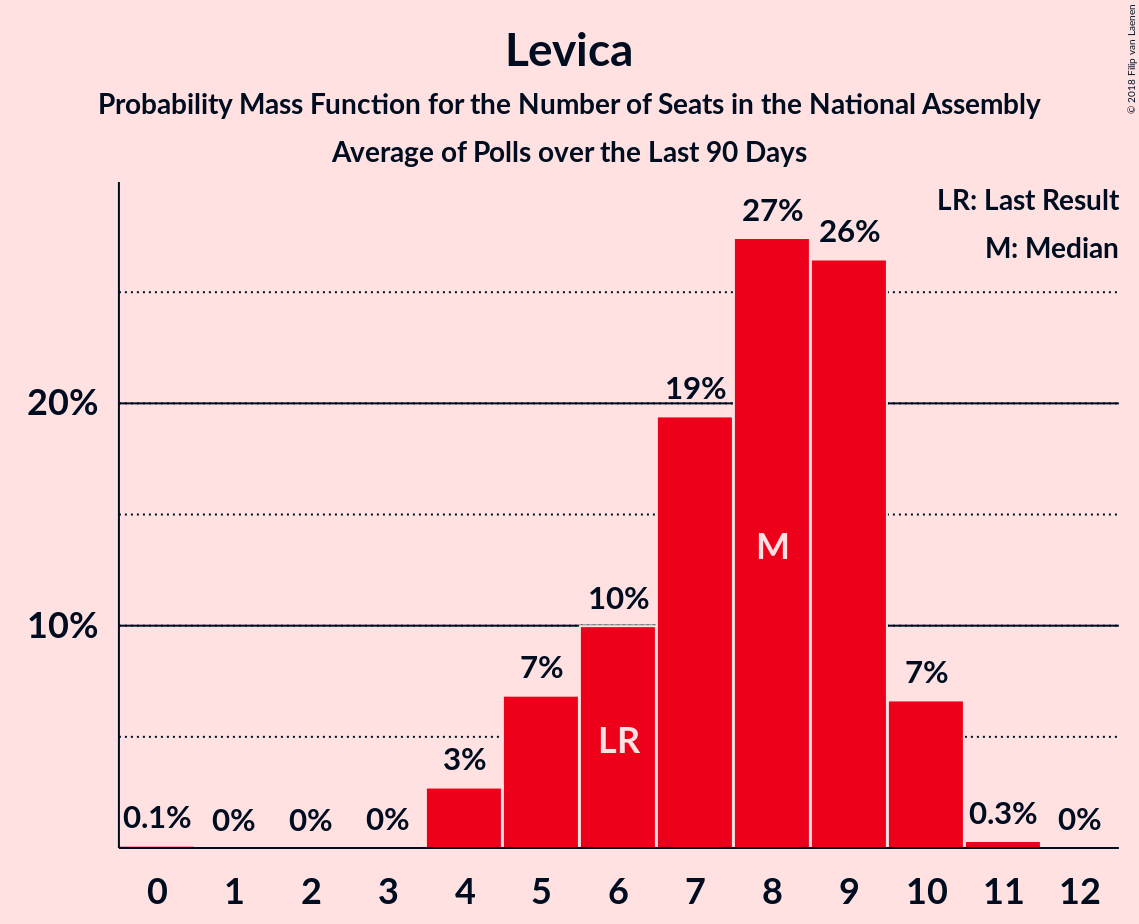 Levica
Probability Mass Function for the Number of Seats in the National Assembly
Average of Polls over the Last 90 Days
© 2018 Filip van Laenen
LR: Last Result
M: Median
27%
26%
20%
19%
M
10%
10%
7%
7%
LR
3%
0.1%
0%
0%
0%
0.3%
0%
0 1 2 3 4 5 6 7 8 9 10 11 12